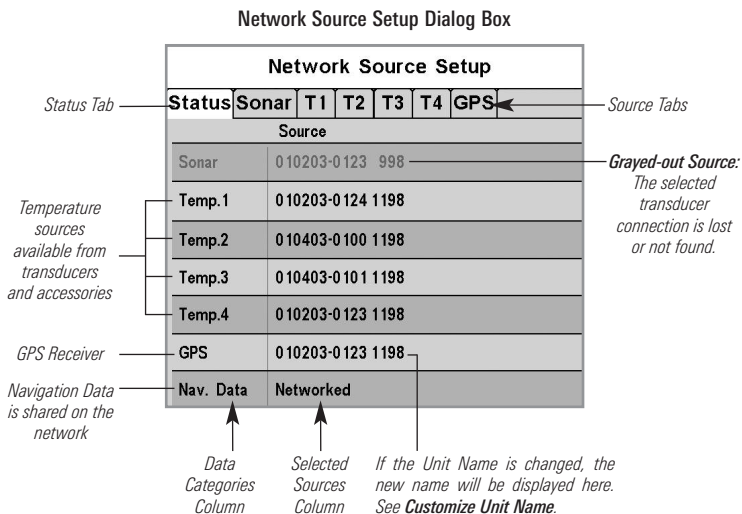 Network Source Setup Dialog Box
Network Source Setup
Status Sonar T1 T2 T3 T4 GPS
Source
Sonar 010203-0123 998
Temp.1 010203-0124 1198
Temp.2 010403-0100 1198
Temp.3 010403-0101 1198
Temp.4 010203-0123 1198
GPS 010203-0123 1198
Nav. Data Networked
Status Tab
Source Tabs
Grayed-out Source:
The selected
transducer
connection is lost
or not found.
Temperature
sources
available from
transducers
and accessories
GPS Receiver
Navigation Data
is shared on the
network
Data
Categories
Column
Selected
Sources
Column
If the Unit Name is changed, the
new name will be displayed here.
See Customize Unit Name.